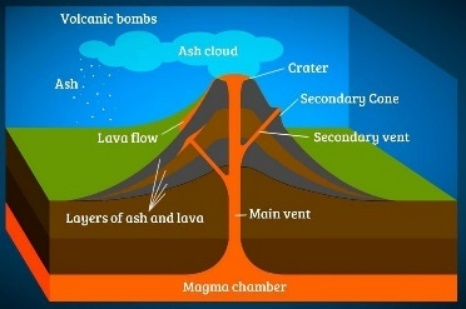 Volcanic bombs
Ash cloud
Crater
Ash
Secondary Cone
Lava flow
Secondary vent
Layers of ash and lava
Main vent
Magma chamber